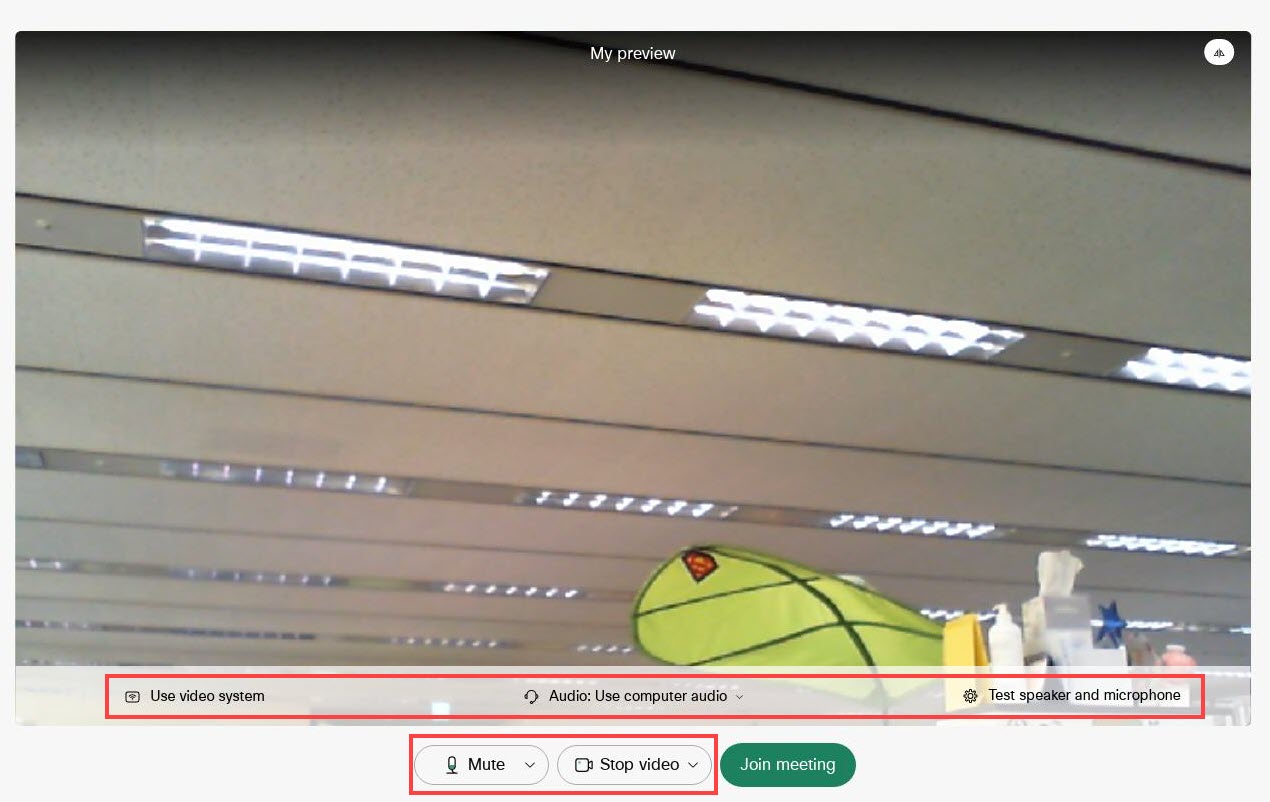 My preview
Use video system
Audio: Use computer audio
Test speaker and microphone
Mute
Stop video
Join meeting